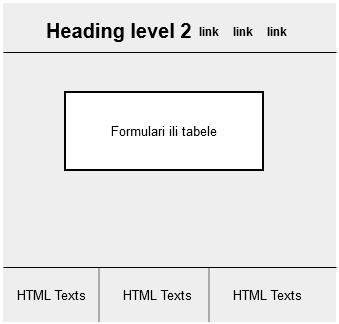 Heading level 2 link link link
Formulari ili tabele
HTML Texts HTML Texts HTML Texts